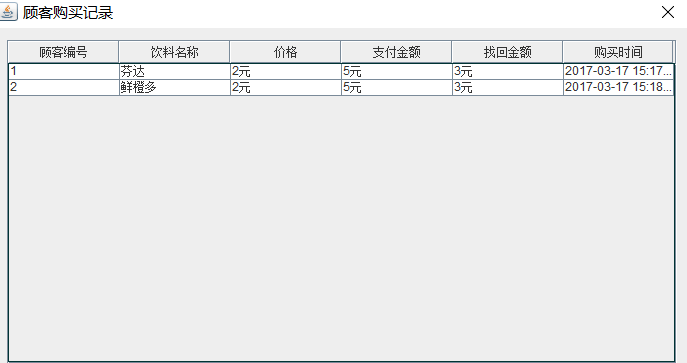 顾客购买记录
顾客编号 饮料名称 价格 支付金额 找回金额 购买时间
1 芬达 2元 5元 3元 2017-03-17 15:17...
2 鲜橙多 2元 5元 3元 2017-03-17 15:18...